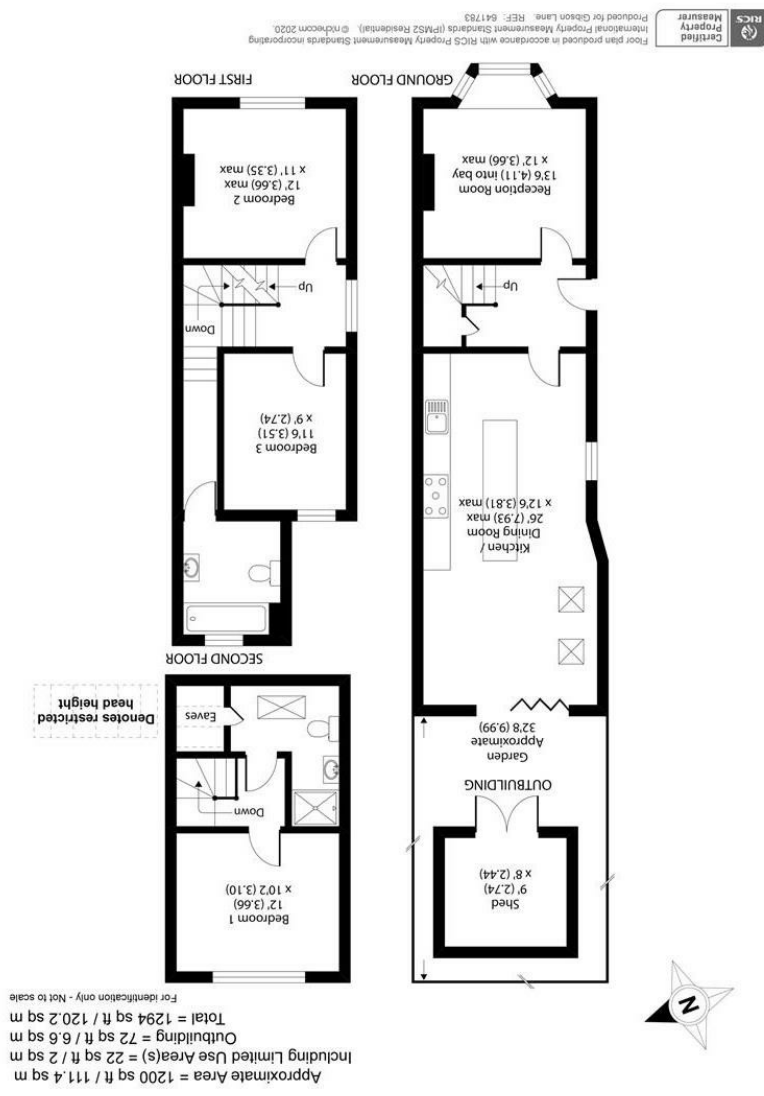 Approximate Area = 1200 sq ft / 111.4 sq m
Including Limited Use Area(s) = 22 sq ft / 2 sq m
Outbuilding = 72 sq ft / 6.6 sq m
Total = 1294 sq ft / 120.2 sq m
For identification only - Not to scale
N
Shed
9' (2.74)
x 8' (2.44)
OUTBUILDING
Garden
Approximate
32'8 (9.99)
Kitchen /
Dining Room
26' (7.93) max
x 12'6 (3.81) max
Up
Reception Room
13'6 (4.11) into bay
x 12' (3.66) max
GROUND FLOOR
Bedroom 1
12' (3.66)
x 10'2 (3.10)
Down
Eaves
SECOND FLOOR
Denotes restricted
head height
Bedroom 3
11'6 (3.51)
x 9' (2.74)
Down
Up
Bedroom 2
12' (3.66) max
x 11' (3.35) max
FIRST FLOOR
RICS
Certified
Property
Measurer
Floor plan produced in accordance with RICS Property Measurement Standards incorporating
International Property Measurement Standards (IPMS2 Residential). © nichecom 2020.
Produced for Gibson Lane. REF: 641783